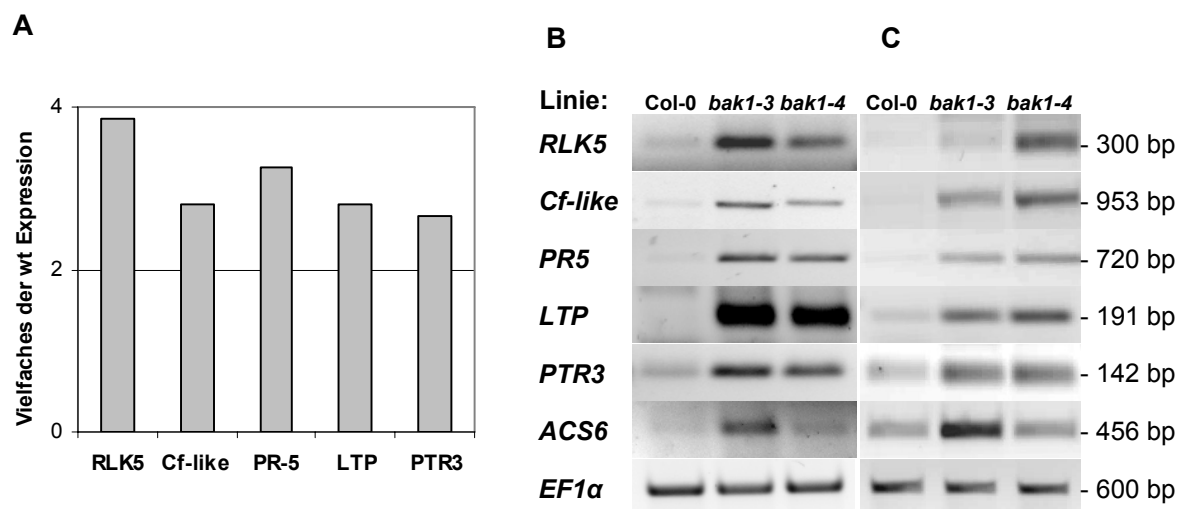 A
Vielfaches der wt Expression
4
2
0
RLK5 Cf-like PR-5 LTP PTR3
B C
Linie: Col-0 bak1-3 bak1-4 Col-0 bak1-3 bak1-4
RLK5 - 300 bp
Cf-like - 953 bp
PR5 - 720 bp
LTP - 191 bp
PTR3 - 142 bp
ACS6 - 456 bp
EF1α - 600 bp